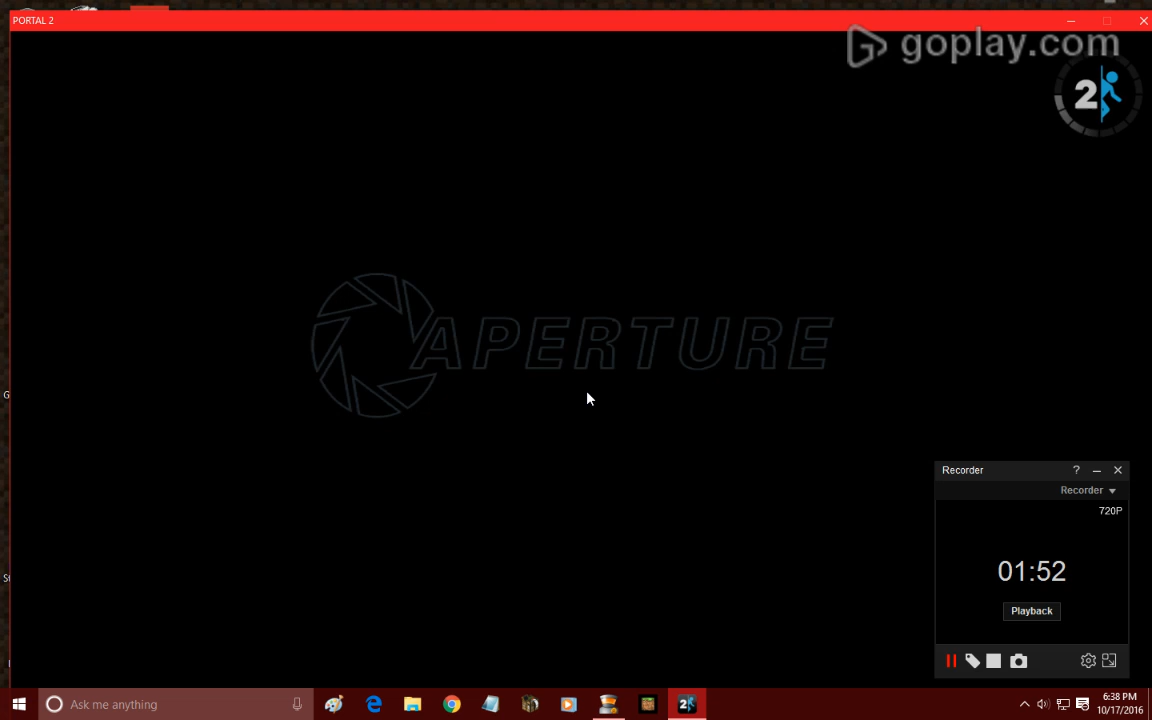 PORTAL 2
goplay.com
2
APERTURE
Recorder ?
Recorder
720P
01:52
Playback
Ask me anything
6:38 PM
10/17/2016